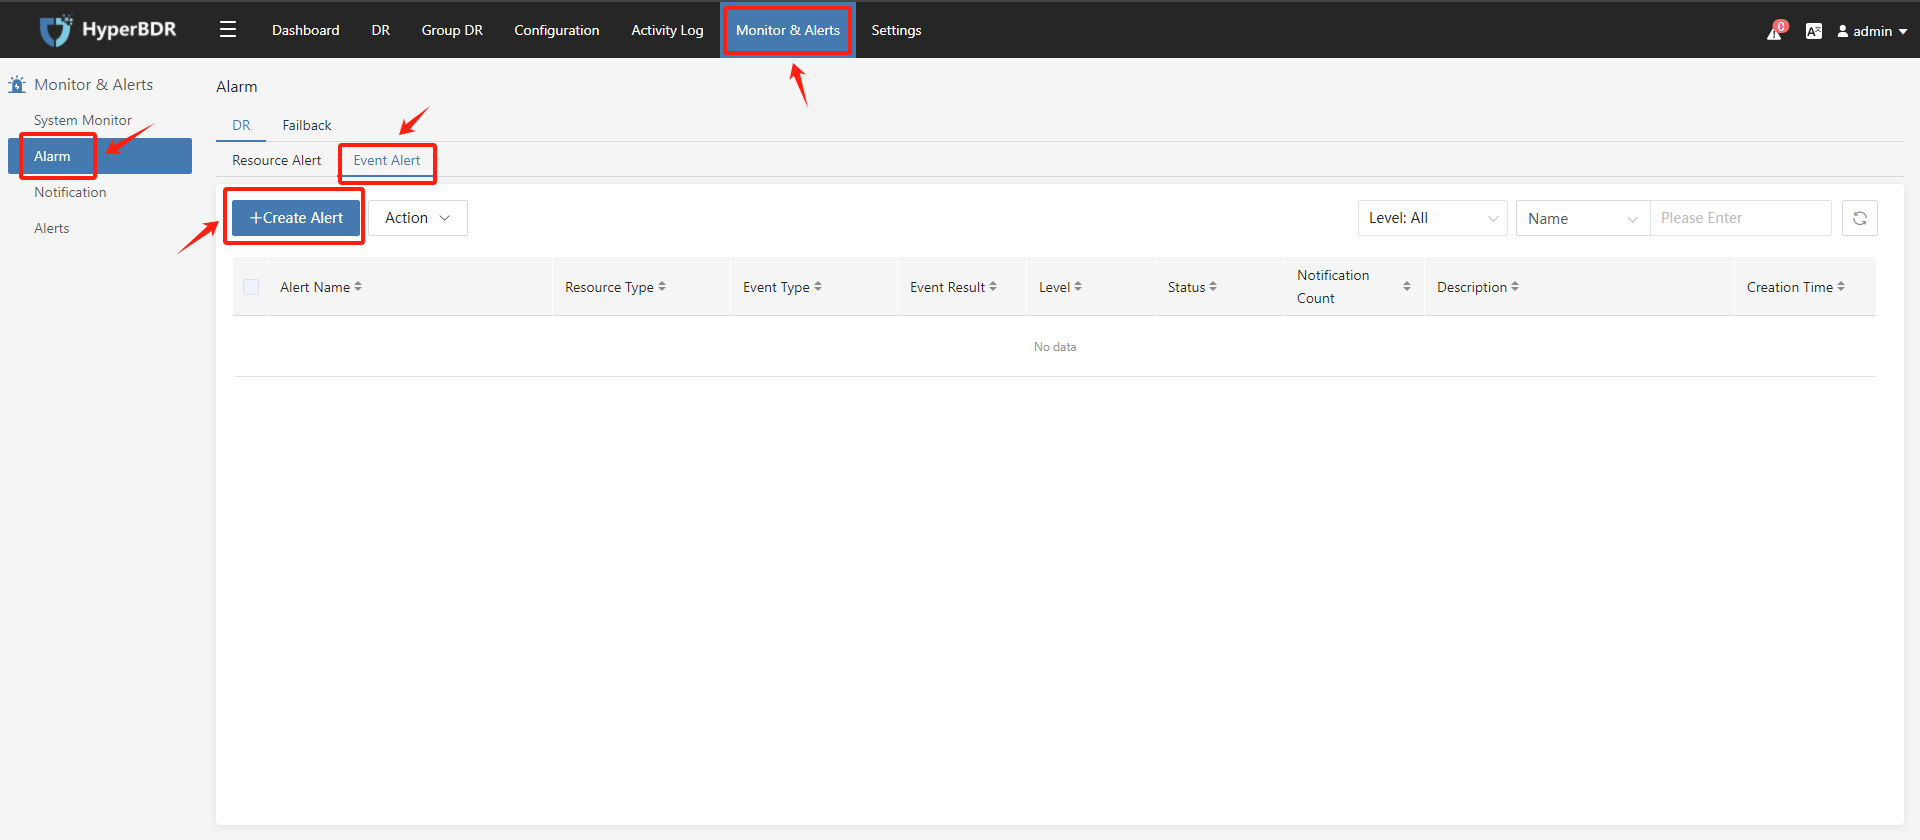 HyperBDR
Dashboard
DR
Group DR
Configuration
Activity Log
Monitor & Alerts
Settings
0
admin
Monitor & Alerts
System Monitor
Alarm
Notification
Alerts
Alarm
DR
Failback
Resource Alert
Event Alert
+Create Alert
Action
Level: All
Name
Please Enter
Alert Name
Resource Type
Event Type
Event Result
Level
Status
Notification
Count
Description
Creation Time
No data